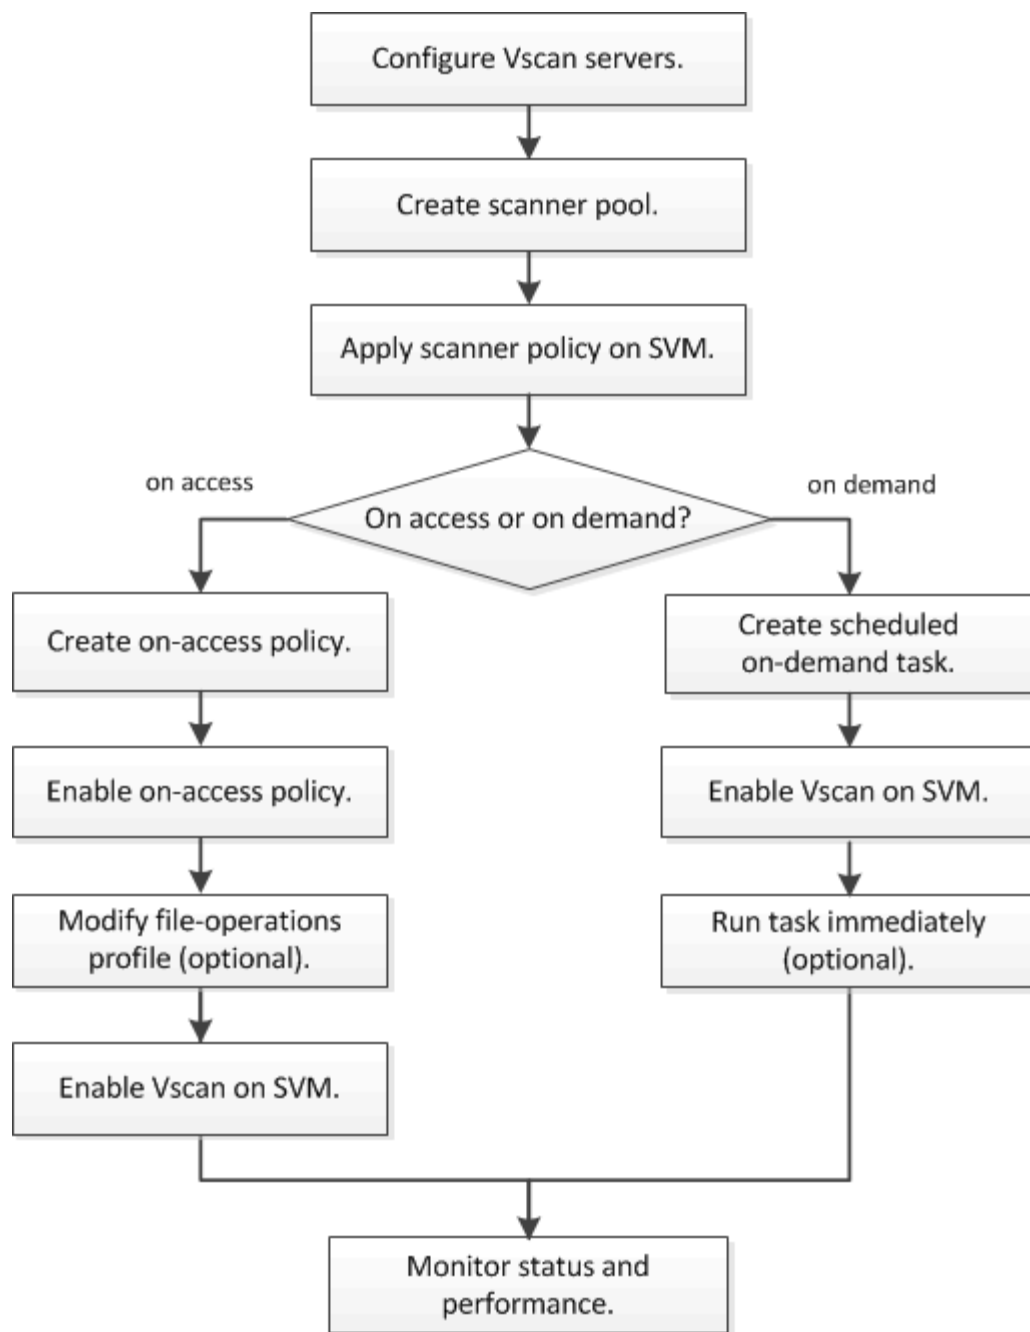 Configure Vscan servers.
Create scanner pool.
Apply scanner policy on SVM.
on access
on demand
On access or on demand?
Create on-access policy.
Create scheduled
on-demand task.
Enable on-access policy.
Enable Vscan on SVM.
Modify file-operations
profile (optional).
Run task immediately
(optional).
Enable Vscan on SVM.
Monitor status and
performance.